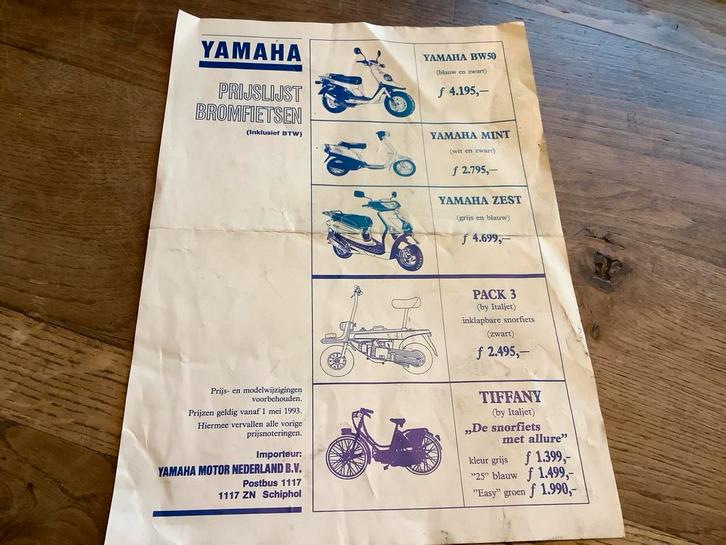 YAMAHA
PRIJSLIJST
BROMFIETSEN
(Inklusief BTW)
YAMAHA BW50
(blauw en zwart)
ƒ 4.195,—
YAMAHA MINT
(wit en zwart)
ƒ 2.795,—
YAMAHA ZEST
(grijs en blauw)
ƒ 4.699,—
PACK 3
(by Italjet)
inklapbare snorfiets
(zwart)
ƒ 2.495,—
TIFFANY
(by Italjet)
„De snorfiets
met allure”
kleur grijs ƒ 1.399,-
"25" blauw ƒ 1.499,-
"Easy" groen ƒ 1.990,-
Prijs- en modelwijzigingen
voorbehouden.
Prijzen geldig vanaf 1 mei 1993.
Hiermee vervallen alle vorige
prijsnoteringen.
Importeur:
YAMAHA MOTOR NEDERLAND B.V.
Postbus 1117
1117 ZN Schiphol